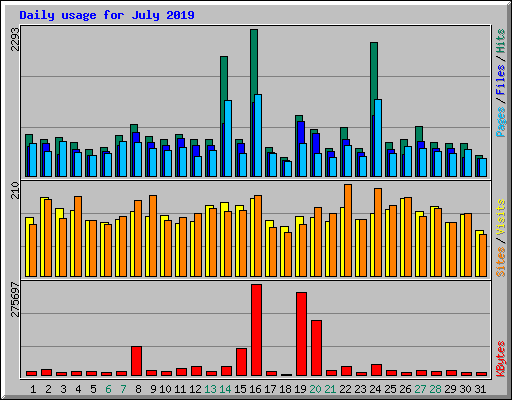 Daily usage for July 2019
2293
Pages / Files / Hits
210
Sites / Visits
275697
KBytes
1 2 3 4 5 6 7 8 9 10 11 12 13 14 15 16 17 18 19 20 21 22 23 24 25 26 27 28 29 30 31